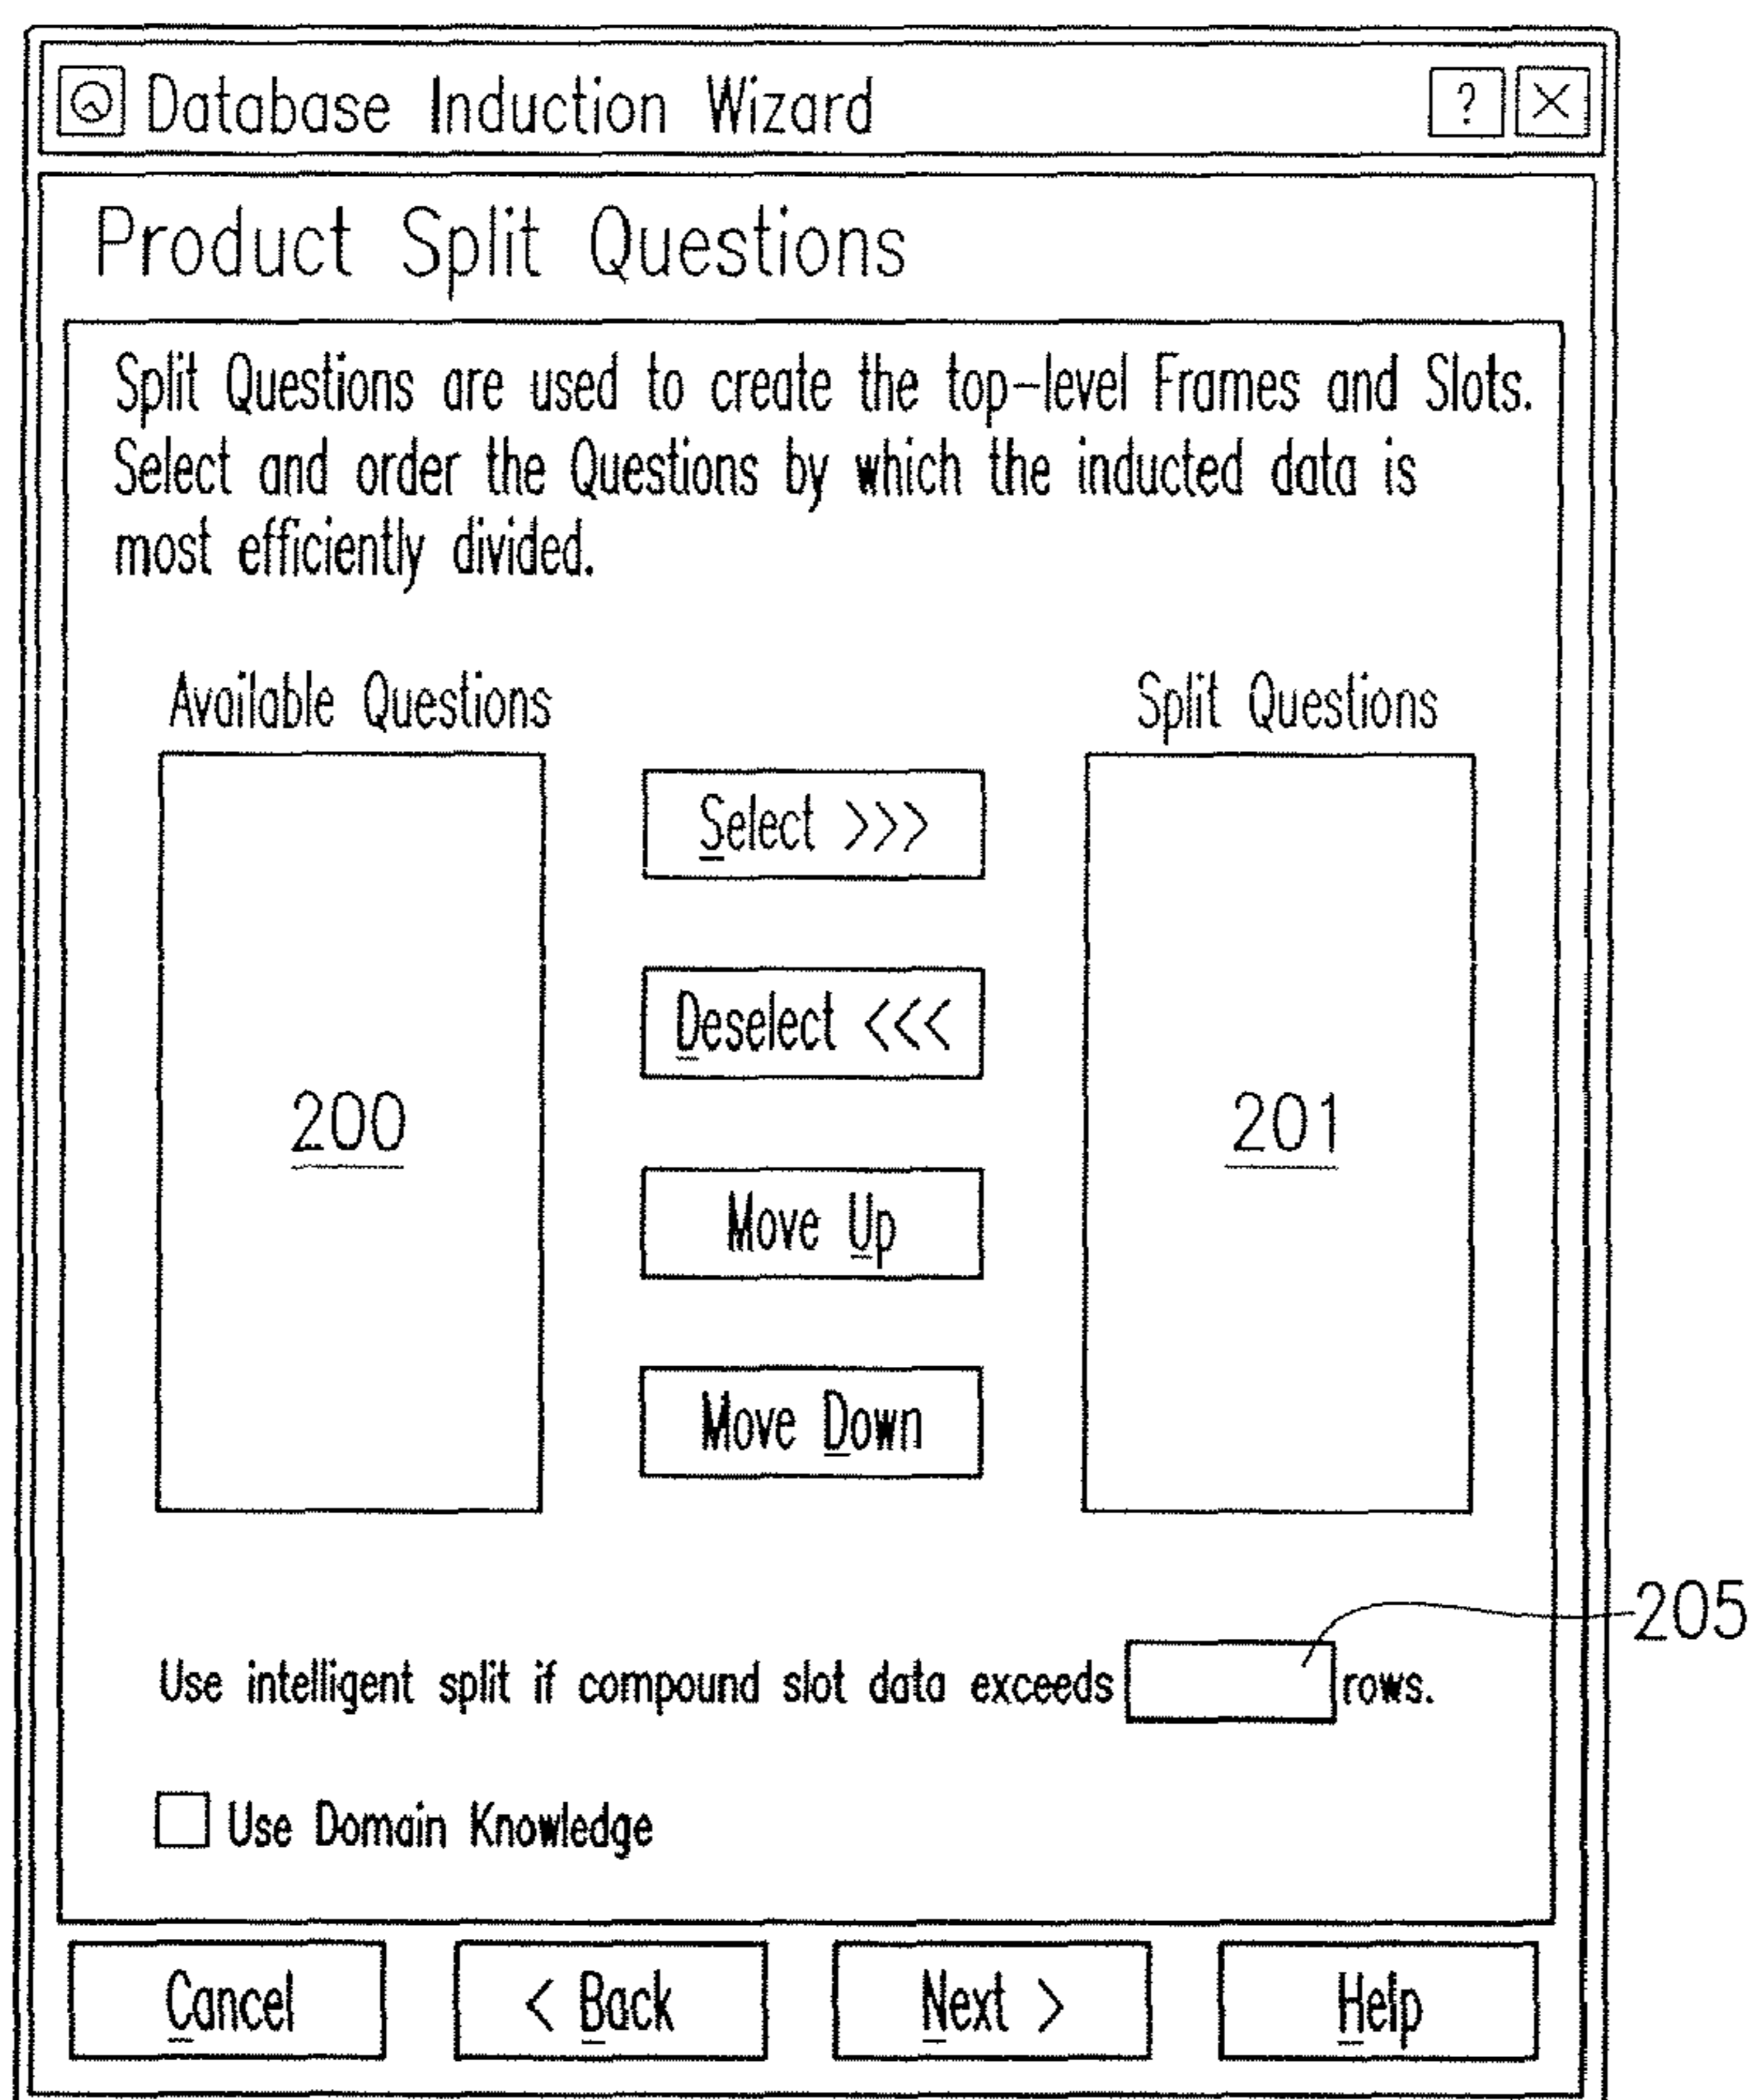 Database Induction Wizard ? X
Product Split Questions
Split Questions are used to create the top-level Frames and Slots.
Select and order the Questions by which the inducted data is
most efficiently divided.
Available Questions
Split Questions
Select >>>
Deselect <<<
200
201
Move Up
Move Down
205
Use intelligent split if compound slot data exceeds rows.
Use Domain Knowledge
Cancel
< Back
Next >
Help